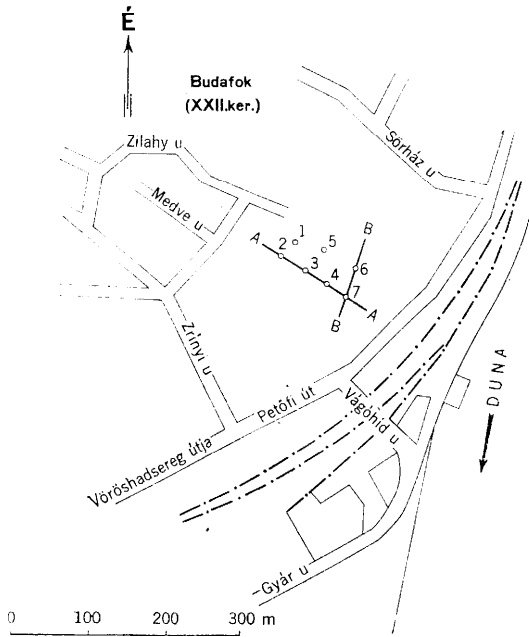 É
Budafok
(XXII.ker.)
Zilahy u
Sörház u
Medve u
B
1
A
2
5
3
6
4
7
A
B
Zrínyi u
DUNA
Petőfi út
Vágóhid u
Vöröshadsereg útja
Gyár u
0 100 200 300 m